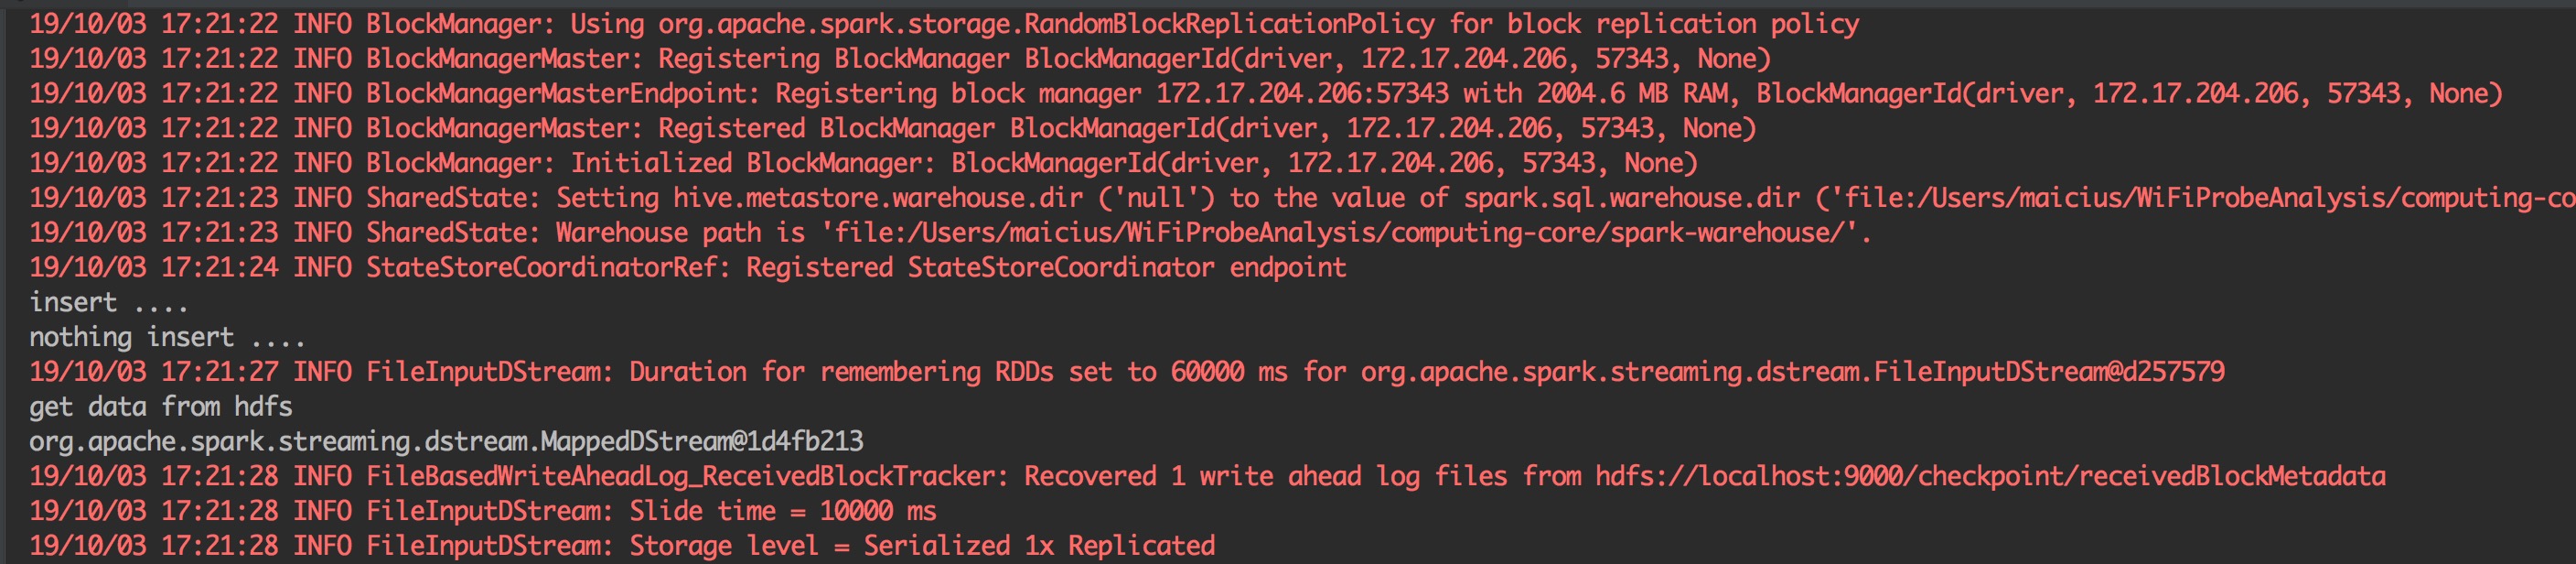 19/10/03 17:21:22 INFO BlockManager: Using org.apache.spark.storage.RandomBlockReplicationPolicy for block replication policy
19/10/03 17:21:22 INFO BlockManagerMaster: Registering BlockManager BlockManagerId(driver, 172.17.204.206, 57343, None)
19/10/03 17:21:22 INFO BlockManagerMasterEndpoint: Registering block manager 172.17.204.206:57343 with 2004.6 MB RAM, BlockManagerId(driver, 172.17.204.206, 57343, None)
19/10/03 17:21:22 INFO BlockManagerMaster: Registered BlockManager BlockManagerId(driver, 172.17.204.206, 57343, None)
19/10/03 17:21:22 INFO BlockManager: Initialized BlockManager: BlockManagerId(driver, 172.17.204.206, 57343, None)
19/10/03 17:21:23 INFO SharedState: Setting hive.metastore.warehouse.dir ('null') to the value of spark.sql.warehouse.dir ('file:/Users/maicius/WiFiProbeAnalysis/computing-co
19/10/03 17:21:23 INFO SharedState: Warehouse path is 'file:/Users/maicius/WiFiProbeAnalysis/computing-core/spark-warehouse/'.
19/10/03 17:21:24 INFO StateStoreCoordinatorRef: Registered StateStoreCoordinator endpoint
insert ....
nothing insert ....
19/10/03 17:21:27 INFO FileInputDStream: Duration for remembering RDDs set to 60000 ms for org.apache.spark.streaming.dstream.FileInputDStream@d257579
get data from hdfs
org.apache.spark.streaming.dstream.MappedDStream@1d4fb213
19/10/03 17:21:28 INFO FileBasedWriteAheadLog_ReceivedBlockTracker: Recovered 1 write ahead log files from hdfs://localhost:9000/checkpoint/receivedBlockMetadata
19/10/03 17:21:28 INFO FileInputDStream: Slide time = 10000 ms
19/10/03 17:21:28 INFO FileInputDStream: Storage level = Serialized 1x Replicated